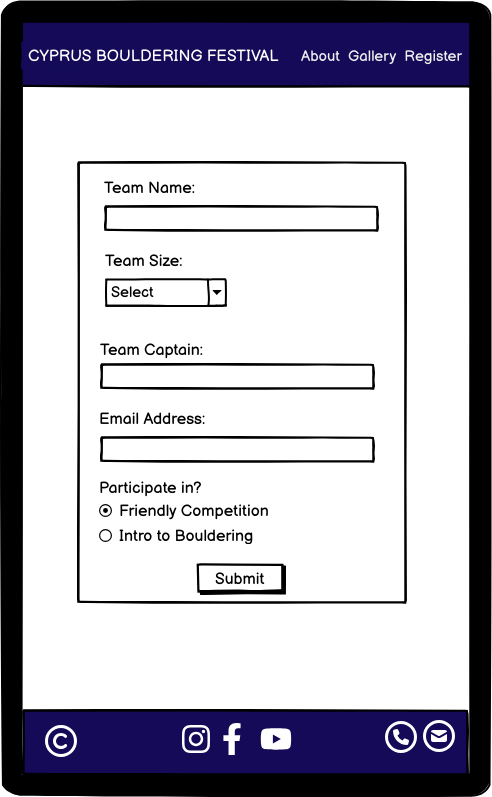 CYPRUS BOULDERING FESTIVAL About Gallery Register
Team Name:
Team Size:
Select
Team Captain:
Email Address:
Participate in?
Friendly Competition
Intro to Bouldering
Submit
©